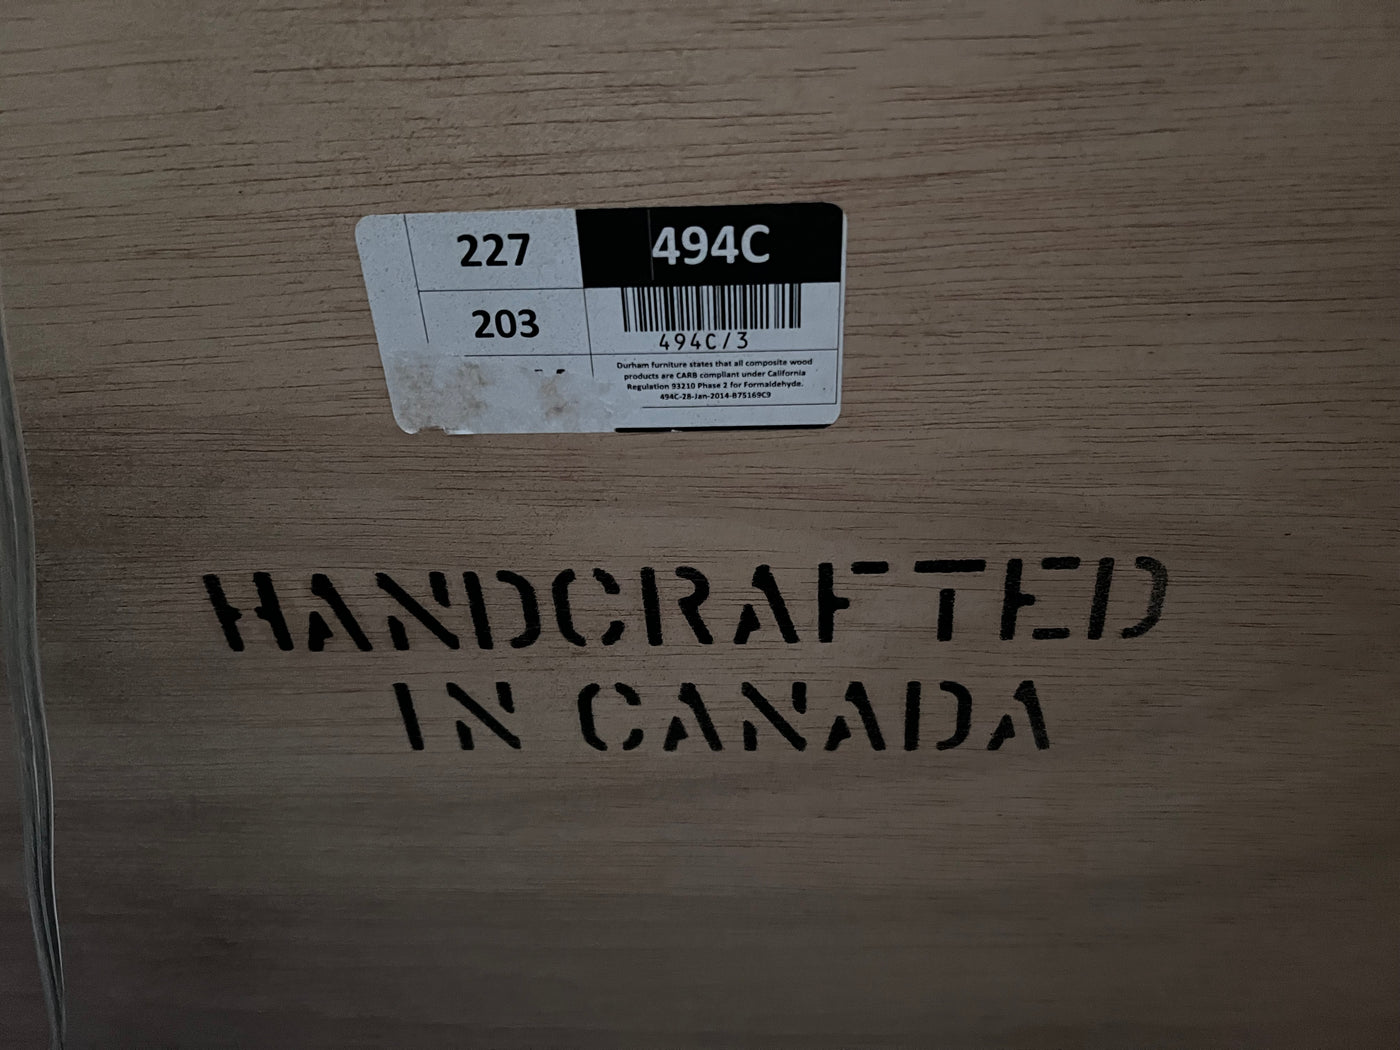 227 494C
203
494C/3
Durham furniture states that all composite wood
products are CARB compliant under California
Regulation 93210 Phase 2 for Formaldehyde.
494C-28-Jan-2014-B75169C9
HANDCRAFTED
IN CANADA